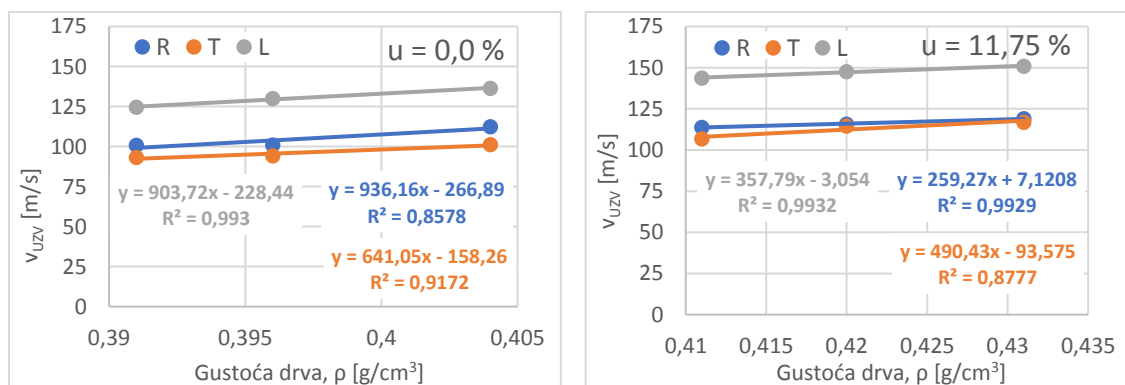 175
150
125
100
75
50
25
0
v_UZV [m/s]
R T L
u = 0,0 %
y = 903,72x - 228,44
R² = 0,993
y = 936,16x - 266,89
R² = 0,8578
y = 641,05x - 158,26
R² = 0,9172
0,39 0,395 0,4 0,405
Gustoća drva, ρ [g/cm³]
175
150
125
100
75
50
25
0
v_UZV [m/s]
R T L
u = 11,75 %
y = 357,79x - 3,054
R² = 0,9932
y = 259,27x + 7,1208
R² = 0,9929
y = 490,43x - 93,575
R² = 0,8777
0,41 0,415 0,42 0,425 0,43 0,435
Gustoća drva, ρ [g/cm³]